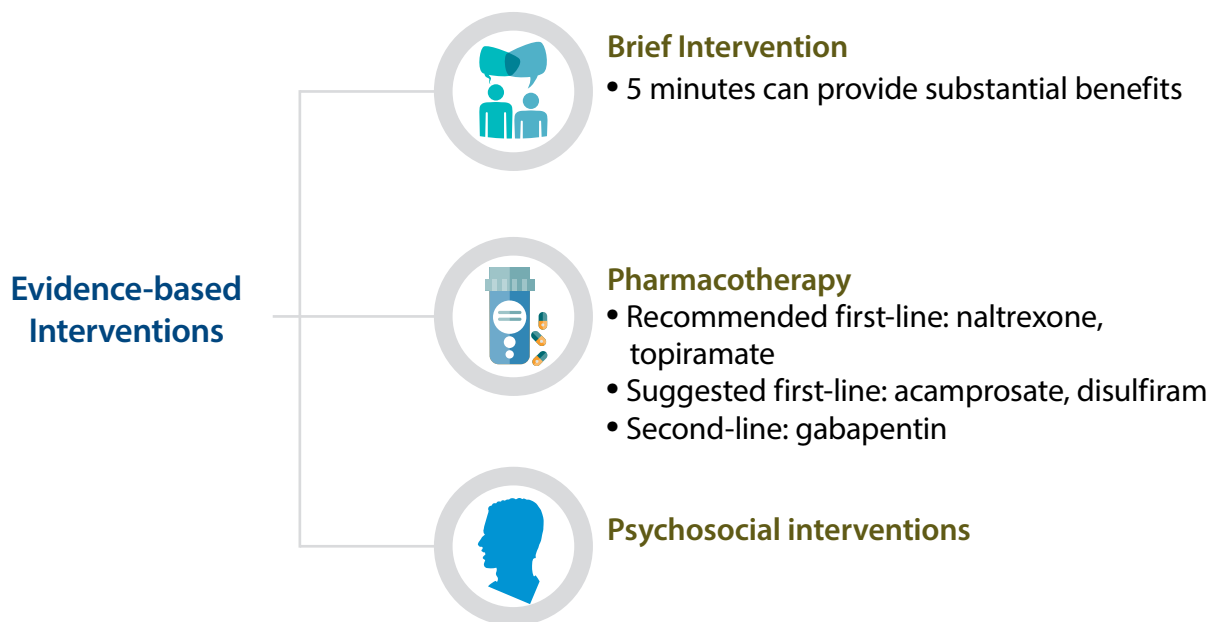 Evidence-based
Interventions
Brief Intervention
• 5 minutes can provide substantial benefits
Pharmacotherapy
• Recommended first-line: naltrexone,
topiramate
• Suggested first-line: acamprosate, disulfiram
• Second-line: gabapentin
Psychosocial interventions